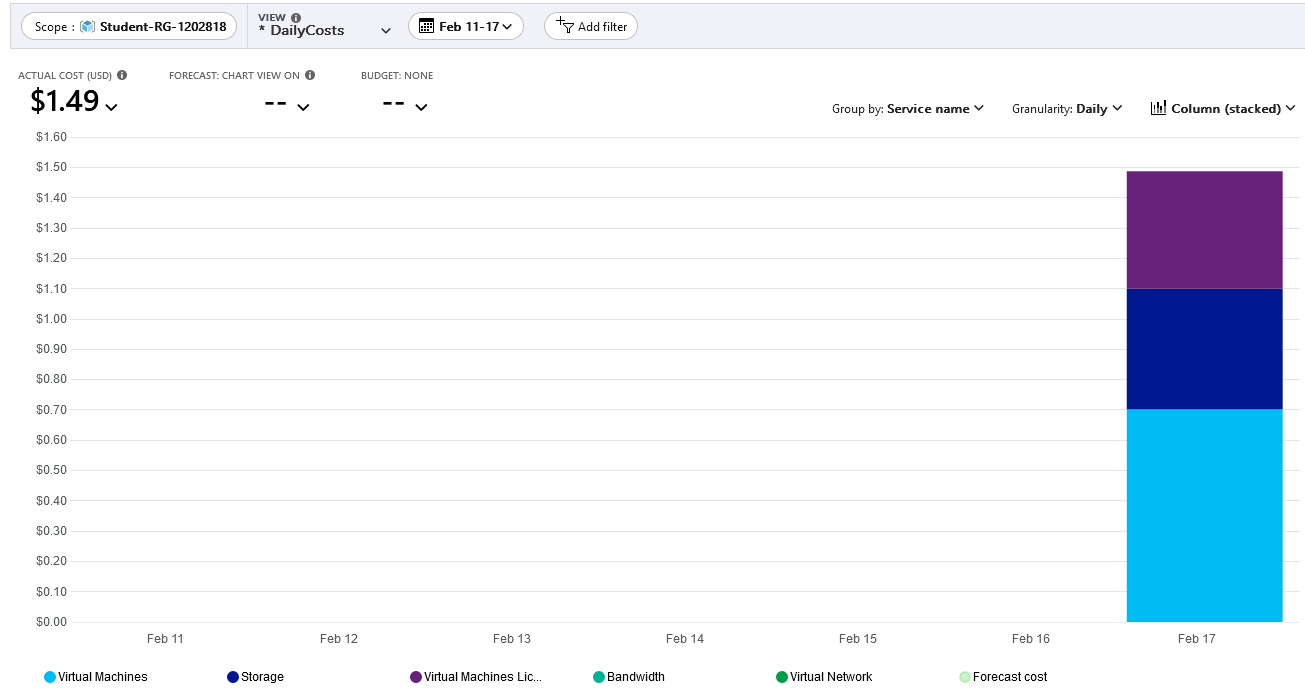 Scope : Student-RG-1202818
VIEW
* DailyCosts
Feb 11-17
Add filter
ACTUAL COST (USD)
$1.49
FORECAST: CHART VIEW ON
--
BUDGET: NONE
--
Group by: Service name
Granularity: Daily
Column (stacked)
$1.60
$1.50
$1.40
$1.30
$1.20
$1.10
$1.00
$0.90
$0.80
$0.70
$0.60
$0.50
$0.40
$0.30
$0.20
$0.10
$0.00
Feb 11 Feb 12 Feb 13 Feb 14 Feb 15 Feb 16 Feb 17
Virtual Machines Storage Virtual Machines Lic... Bandwidth Virtual Network Forecast cost